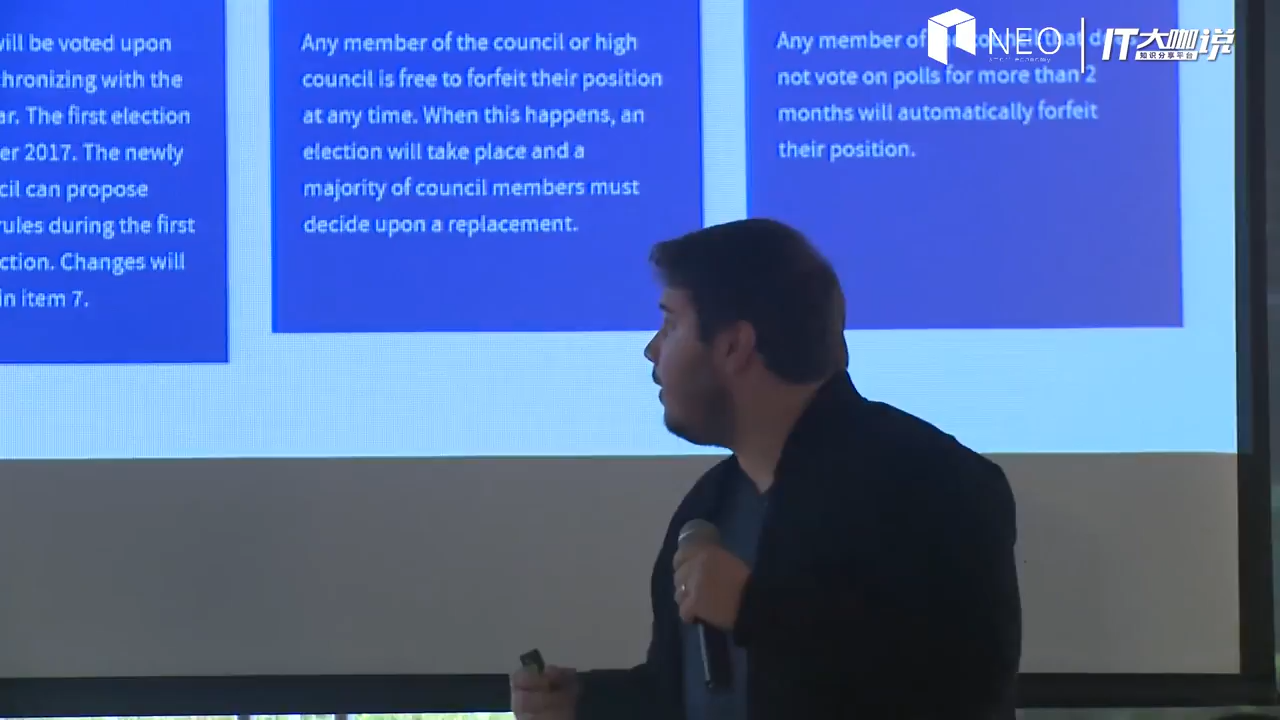 will be voted upon
chronizing with the
ar. The first election
er 2017. The newly
cil can propose
rules during the first
ction. Changes will
in item 7.
Any member of the council or high
council is free to forfeit their position
at any time. When this happens, an
election will take place and a
majority of council members must
decide upon a replacement.
Any member of that
not vote on polls for more than 2
months will automatically forfeit
their position.
NEO
smart economy
IT大咖说
知识分享平台